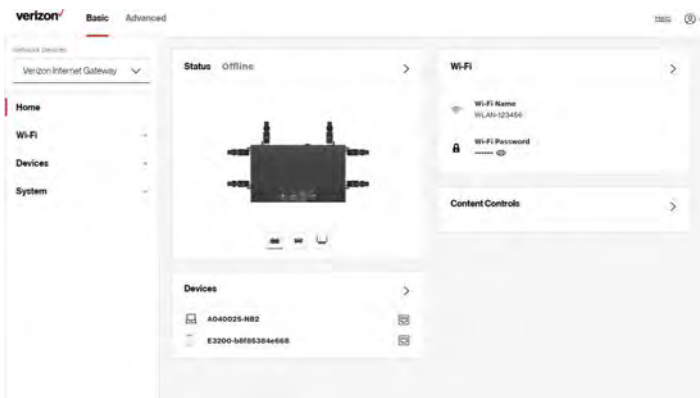 verizon
Basic
Advanced
Help
Network Devices
Verizon Internet Gateway
Home
Wi-Fi
Devices
System
Status Offline
Devices
A040025-NB2
E3200-b8f85384e668
Wi-Fi
Wi-Fi Name
WLAN-123456
Wi-Fi Password
Content Controls